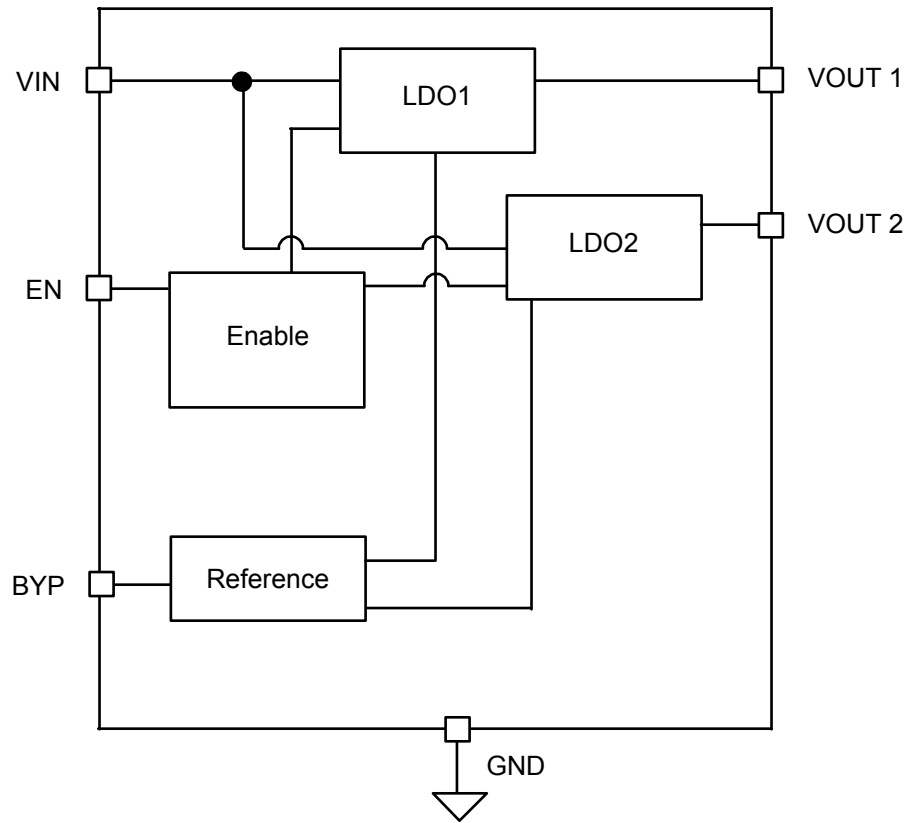 VIN
LDO1
VOUT 1
LDO2
VOUT 2
EN
Enable
BYP
Reference
GND